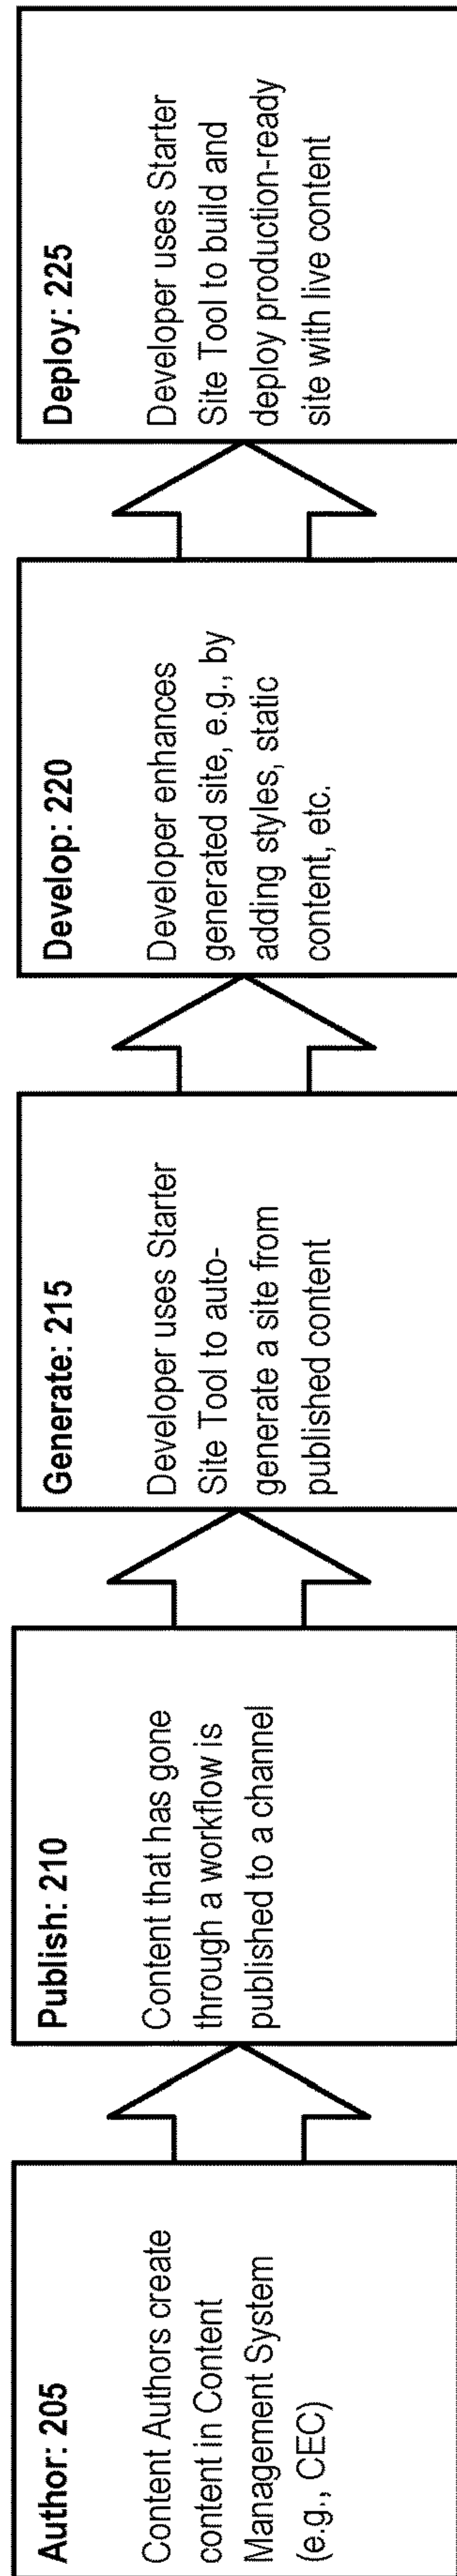 Author: 205
Content Authors create
content in Content
Management System
(e.g., CEC)
Publish: 210
Content that has gone
through a workflow is
published to a channel
Generate: 215
Developer uses Starter
Site Tool to auto-
generate a site from
published content
Develop: 220
Developer enhances
generated site, e.g., by
adding styles, static
content, etc.
Deploy: 225
Developer uses Starter
Site Tool to build and
deploy production-ready
site with live content